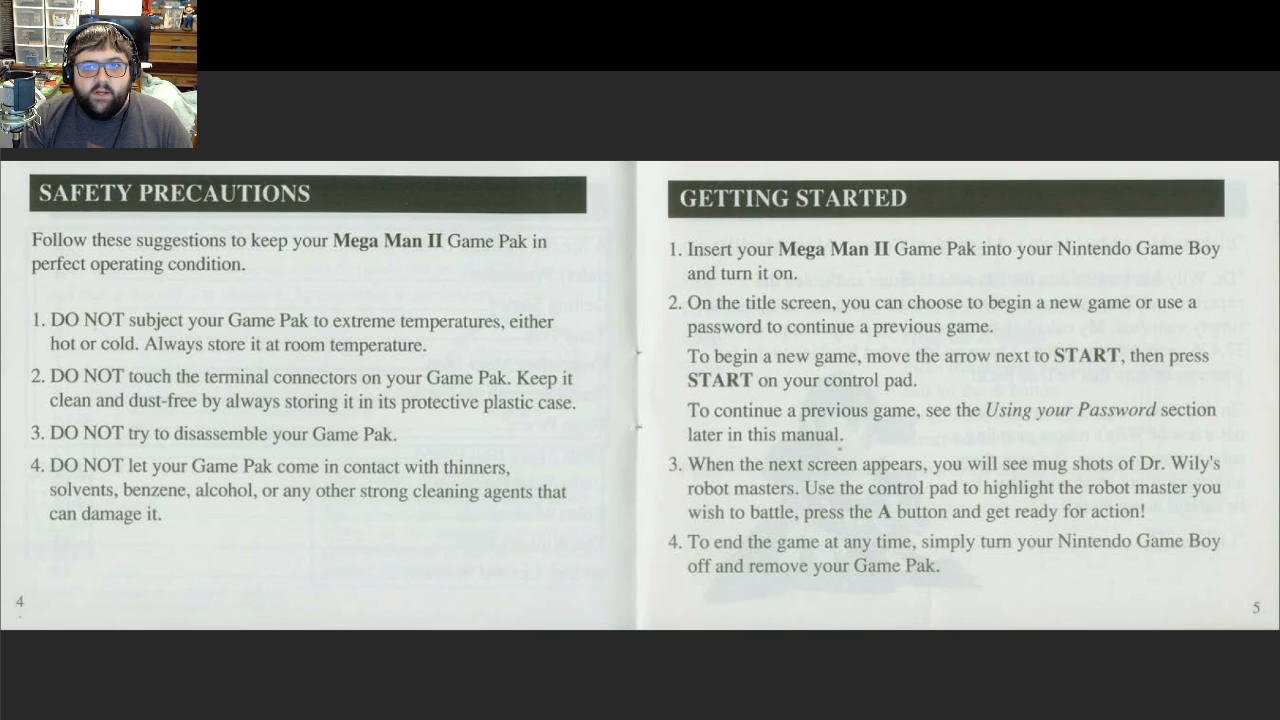 SAFETY PRECAUTIONS
Follow these suggestions to keep your Mega Man II Game Pak in
perfect operating condition.
1. DO NOT subject your Game Pak to extreme temperatures, either
hot or cold. Always store it at room temperature.
2. DO NOT touch the terminal connectors on your Game Pak. Keep it
clean and dust-free by always storing it in its protective plastic case.
3. DO NOT try to disassemble your Game Pak.
4. DO NOT let your Game Pak come in contact with thinners,
solvents, benzene, alcohol, or any other strong cleaning agents that
can damage it.
4
GETTING STARTED
1. Insert your Mega Man II Game Pak into your Nintendo Game Boy
and turn it on.
2. On the title screen, you can choose to begin a new game or use a
password to continue a previous game.
To begin a new game, move the arrow next to START, then press
START on your control pad.
To continue a previous game, see the Using your Password section
later in this manual.
3. When the next screen appears, you will see mug shots of Dr. Wily's
robot masters. Use the control pad to highlight the robot master you
wish to battle, press the A button and get ready for action!
4. To end the game at any time, simply turn your Nintendo Game Boy
off and remove your Game Pak.
5